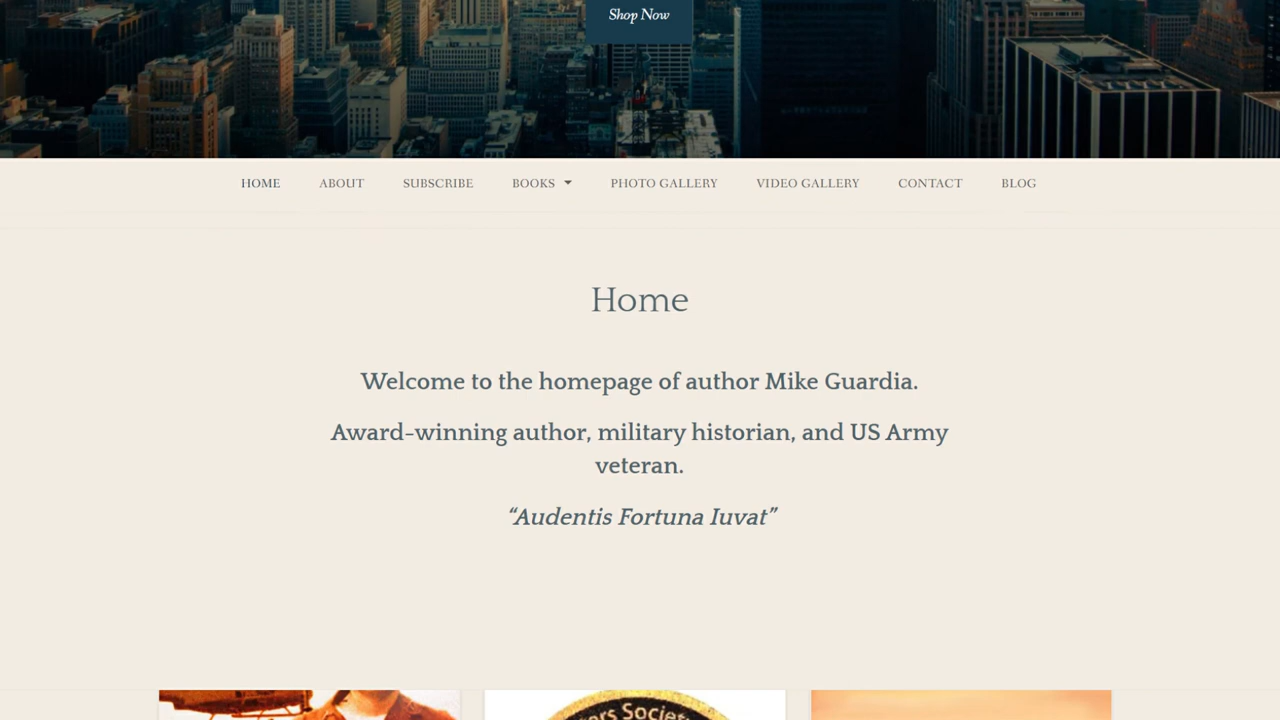 Shop Now
HOME ABOUT SUBSCRIBE BOOKS PHOTO GALLERY VIDEO GALLERY CONTACT BLOG
Home
Welcome to the homepage of author Mike Guardia.
Award-winning author, military historian, and US Army
veteran.
“Audentis Fortuna Iuvat”
Society